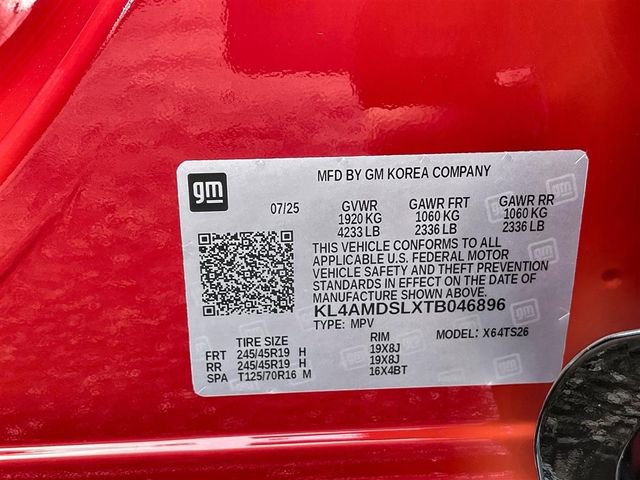 MFD BY GM KOREA COMPANY
gm
07/25
GVWR GAWR FRT GAWR RR
1920 KG 1060 KG 1060 KG
4233 LB 2336 LB 2336 LB
THIS VEHICLE CONFORMS TO ALL
APPLICABLE U.S. FEDERAL MOTOR
VEHICLE SAFETY AND THEFT PREVENTION
STANDARDS IN EFFECT ON THE DATE OF
MANUFACTURE SHOWN ABOVE.
KL4AMDSLXTB046896
TYPE: MPV MODEL: X64TS26
TIRE SIZE RIM
FRT 245/45R19 H 19X8J
RR 245/45R19 H 19X8J
SPA T125/70R16 M 16X4BT